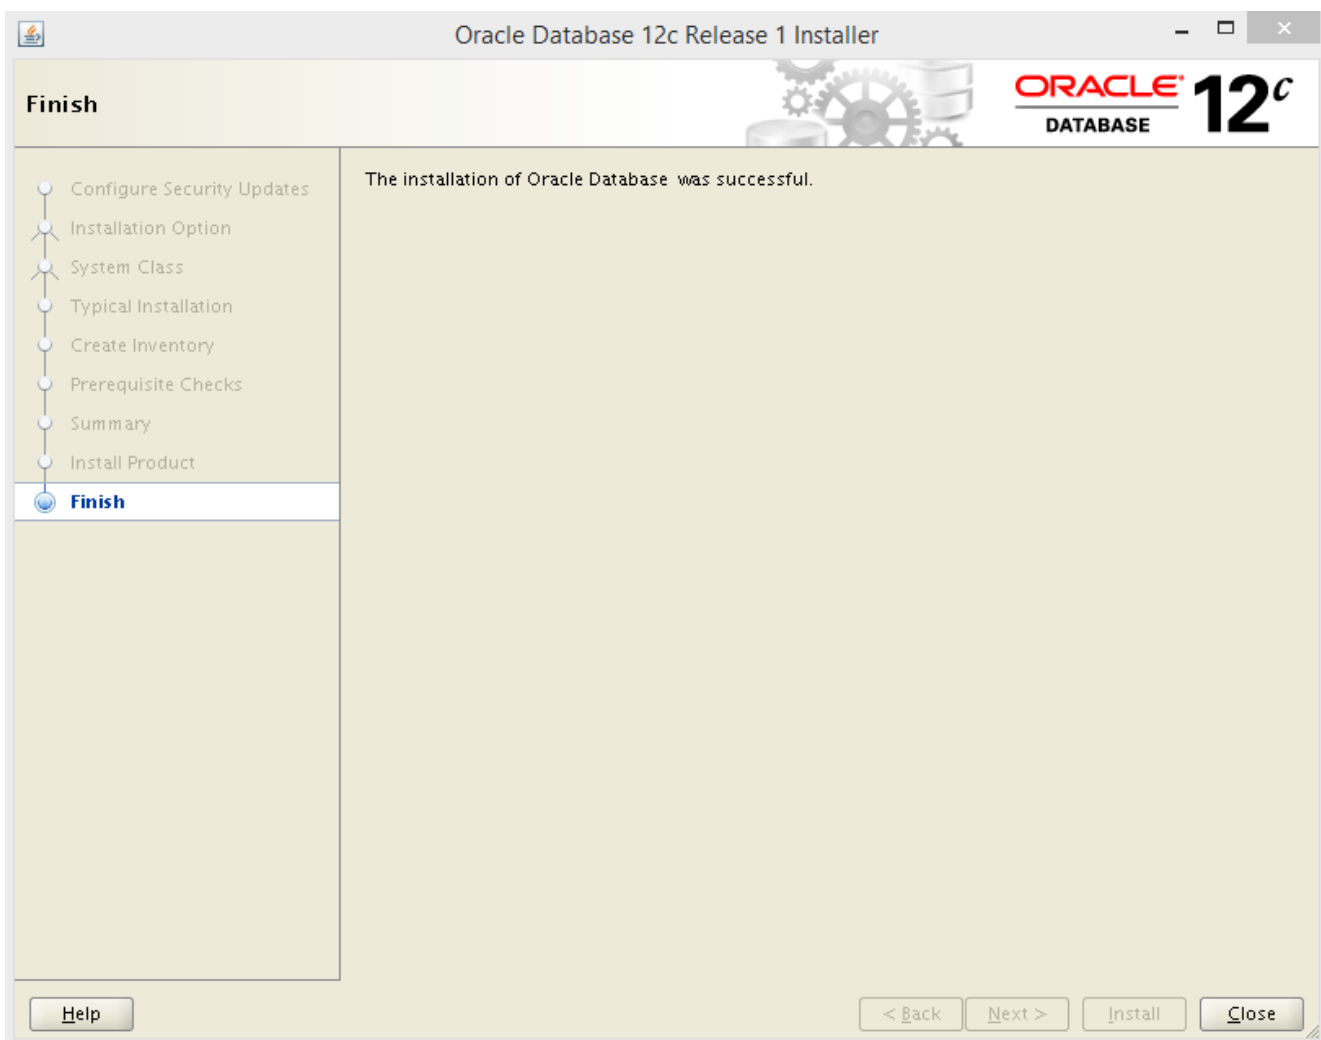 Oracle Database 12c Release 1 Installer
Finish
ORACLE
DATABASE
12c
Configure Security Updates
Installation Option
System Class
Typical Installation
Create Inventory
Prerequisite Checks
Summary
Install Product
Finish
The installation of Oracle Database was successful.
Help
< Back
Next >
Install
Close